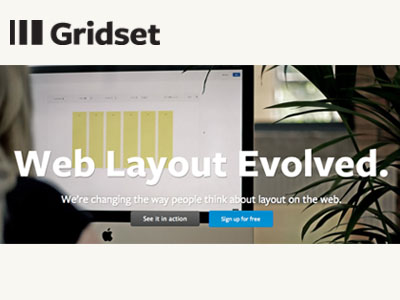 Gridset
Web Layout Evolved.
We're changing the way people think about layout on the web.
See it in action
Sign up for free